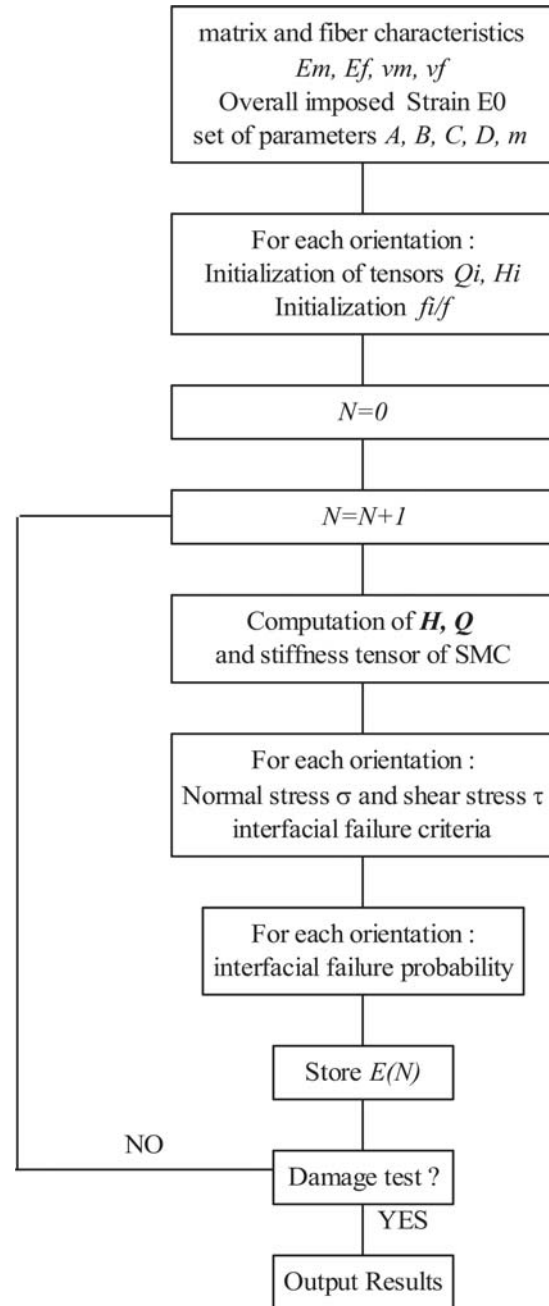 matrix and fiber characteristics
Em, Ef, νm, νf
Overall imposed Strain E0
set of parameters A, B, C, D, m
For each orientation :
Initialization of tensors Qi, Hi
Initialization fi/f
N=0
N=N+1
Computation of H, Q
and stiffness tensor of SMC
For each orientation :
Normal stress σ and shear stress τ
interfacial failure criteria
For each orientation :
interfacial failure probability
Store E(N)
NO
Damage test ?
YES
Output Results